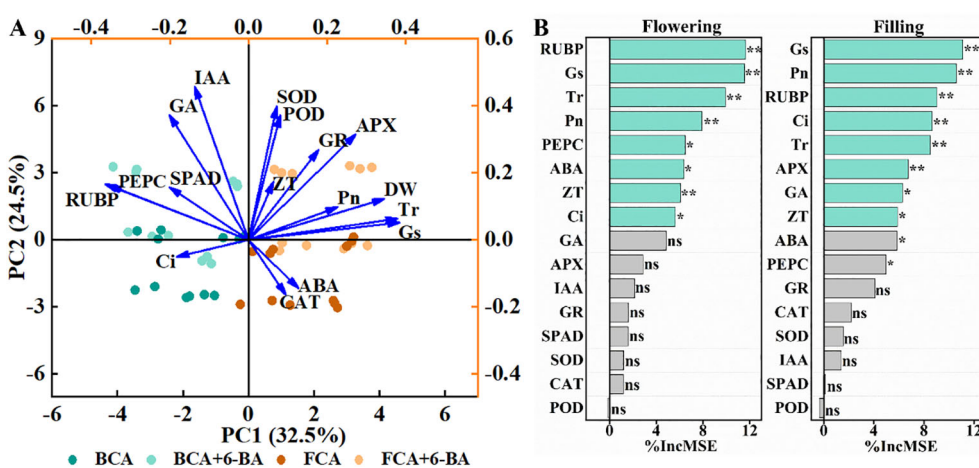 A
-0.4 -0.2 0.0 0.2 0.4
9
6
3
0
-3
-6
PC2 (24.5%)
0.6
0.4
0.2
0.0
-0.2
-0.4
IAA
GA
SOD
POD
APX
GR
PEPC SPAD
ZT
RUBP
Pn
DW
Tr
Gs
Ci
ABA
CAT
-6 -4 -2 0 2 4 6
PC1 (32.5%)
BCA BCA+6-BA FCA FCA+6-BA
B
Flowering
RUBP **
Gs **
Tr **
Pn **
PEPC *
ABA *
ZT **
Ci *
GA ns
APX ns
IAA ns
GR ns
SPAD ns
SOD ns
CAT ns
POD ns
0 4 8 12
%IncMSE
Filling
Gs **
Pn **
RUBP **
Ci **
Tr **
APX **
GA *
ZT *
ABA *
PEPC *
GR ns
CAT ns
SOD ns
IAA ns
SPAD ns
POD ns
0 4 8 12
%IncMSE